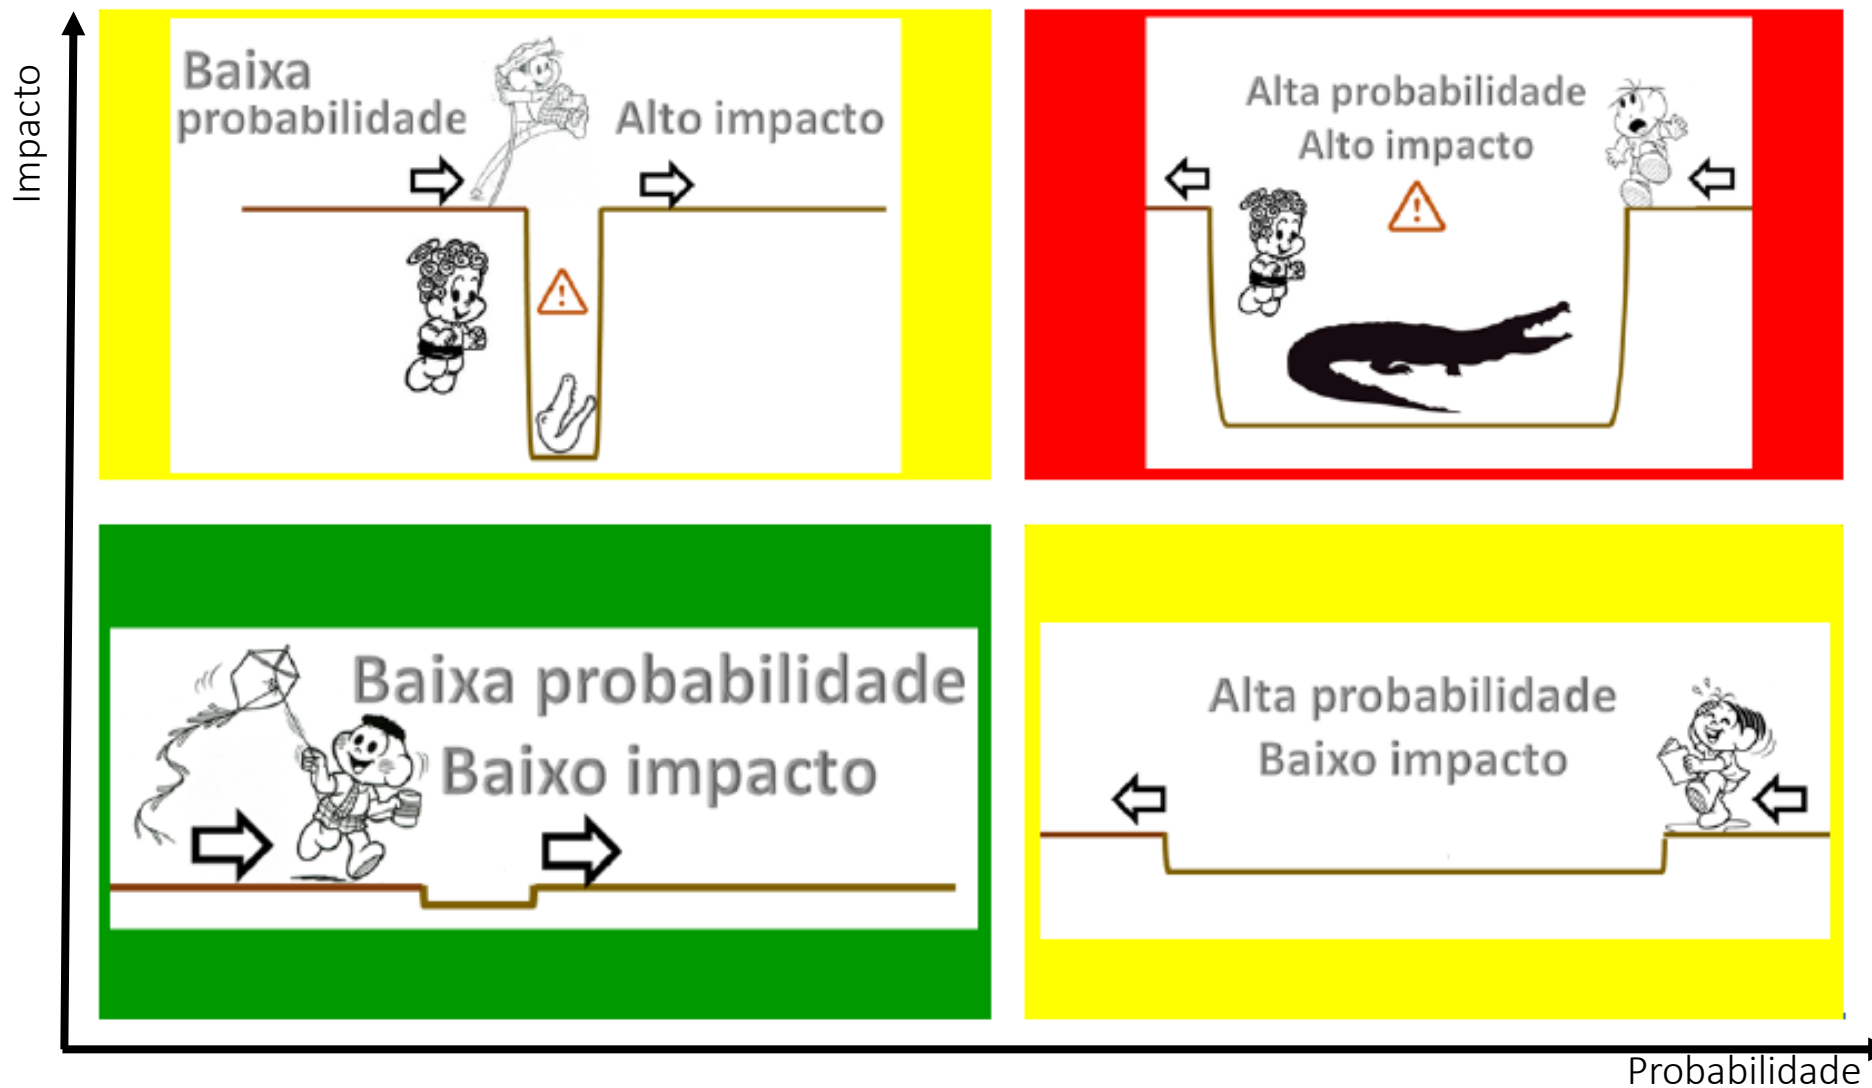 Impacto
Baixa
probabilidade
Alto impacto
Alta probabilidade
Alto impacto
Baixa probabilidade
Baixo impacto
Alta probabilidade
Baixo impacto
Probabilidade